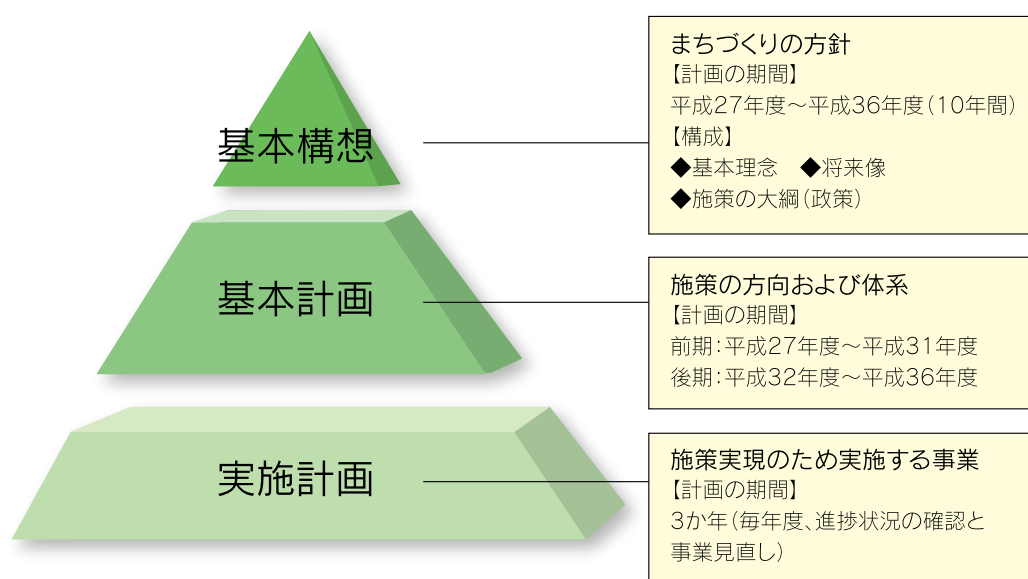 基本構想
まちづくりの方針
【計画の期間】
平成27年度～平成36年度(10年間)
【構成】
◆基本理念　◆将来像
◆施策の大綱(政策)
基本計画
施策の方向および体系
【計画の期間】
前期:平成27年度～平成31年度
後期:平成32年度～平成36年度
実施計画
施策実現のため実施する事業
【計画の期間】
3か年(毎年度、進捗状況の確認と
事業見直し)